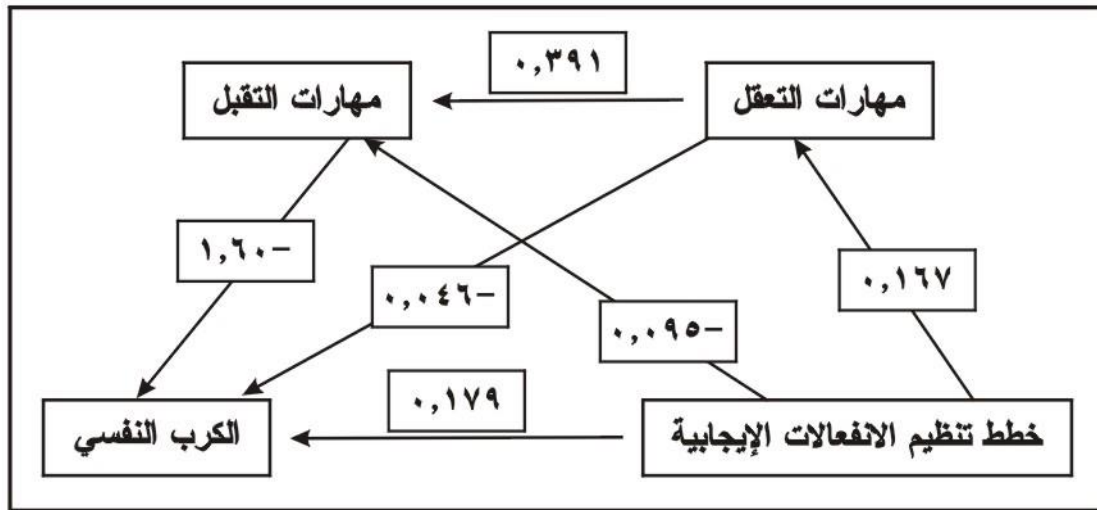 ٠,٣٩١
مهارات التعقل
مهارات التقبل
١,٦٠-
٠,٠٤٦-
٠,٠٩٥-
٠,١٦٧
٠,١٧٩
خطط تنظيم الانفعالات الإيجابية
الكرب النفسي